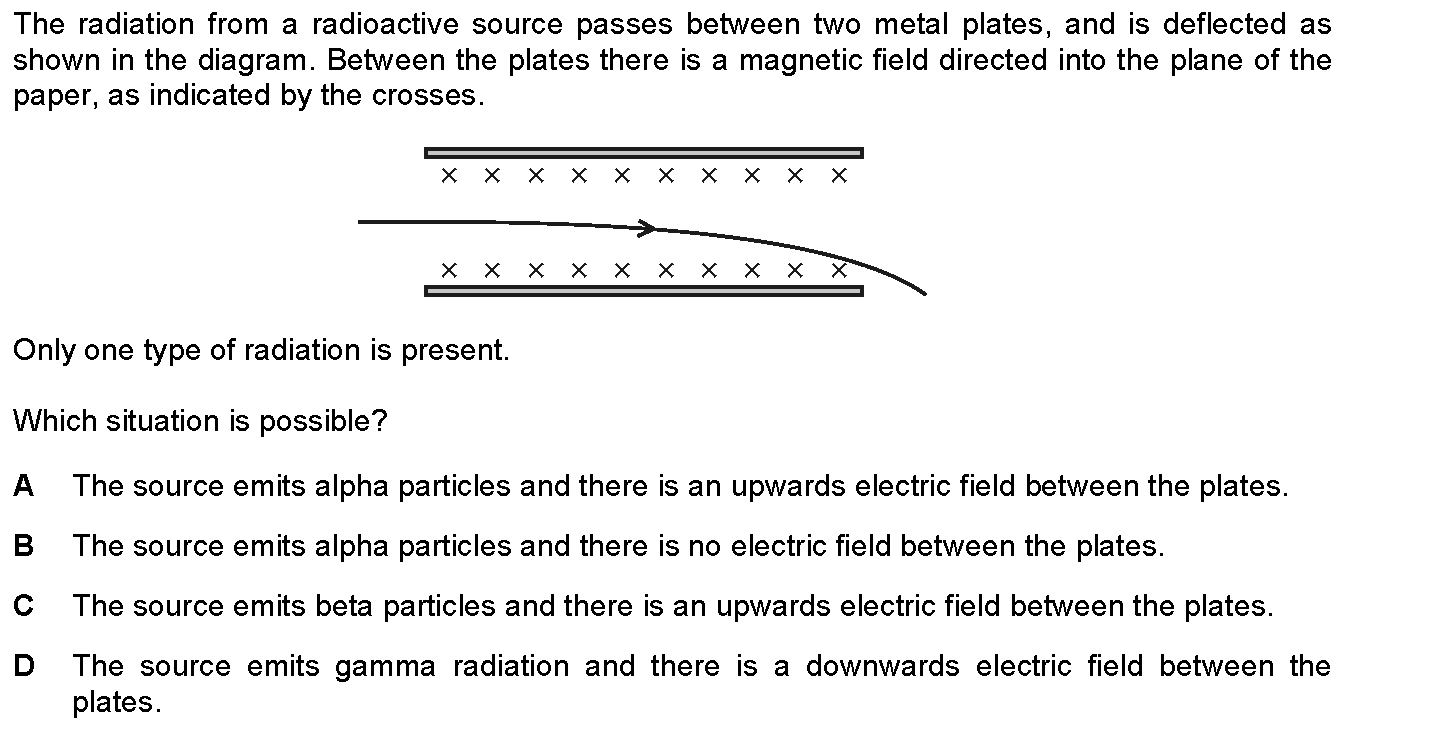 The radiation from a radioactive source passes between two metal plates, and is deflected as
shown in the diagram. Between the plates there is a magnetic field directed into the plane of the
paper, as indicated by the crosses.
× × × × × × × × × ×
× × × × × × × × × ×
Only one type of radiation is present.
Which situation is possible?
A The source emits alpha particles and there is an upwards electric field between the plates.
B The source emits alpha particles and there is no electric field between the plates.
C The source emits beta particles and there is an upwards electric field between the plates.
D The source emits gamma radiation and there is a downwards electric field between the
plates.